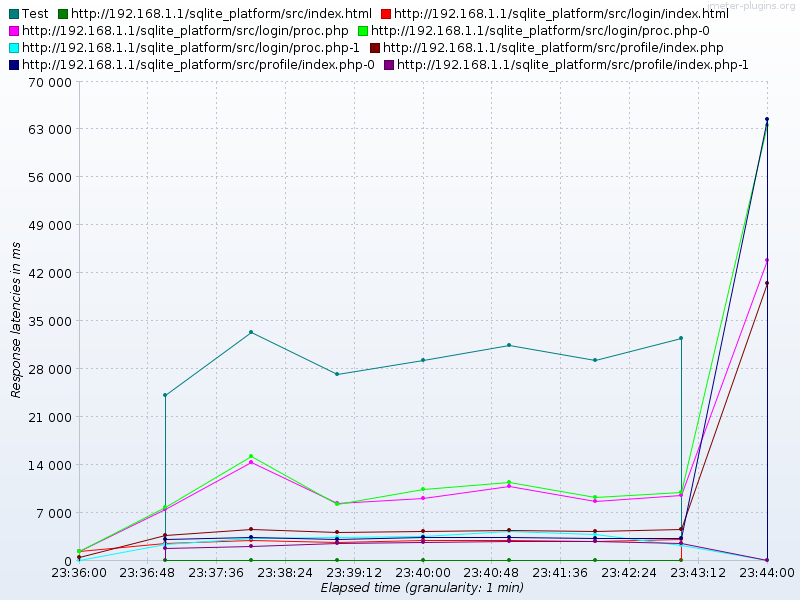 jmeter-plugins.org
Test http://192.168.1.1/sqlite_platform/src/index.html http://192.168.1.1/sqlite_platform/src/login/index.html
http://192.168.1.1/sqlite_platform/src/login/proc.php http://192.168.1.1/sqlite_platform/src/login/proc.php-0
http://192.168.1.1/sqlite_platform/src/login/proc.php-1 http://192.168.1.1/sqlite_platform/src/profile/index.php
http://192.168.1.1/sqlite_platform/src/profile/index.php-0 http://192.168.1.1/sqlite_platform/src/profile/index.php-1
70 000
63 000
56 000
49 000
42 000
35 000
28 000
21 000
14 000
7 000
0
Response latencies in ms
23:36:00 23:36:48 23:37:36 23:38:24 23:39:12 23:40:00 23:40:48 23:41:36 23:42:24 23:43:12 23:44:00
Elapsed time (granularity: 1 min)